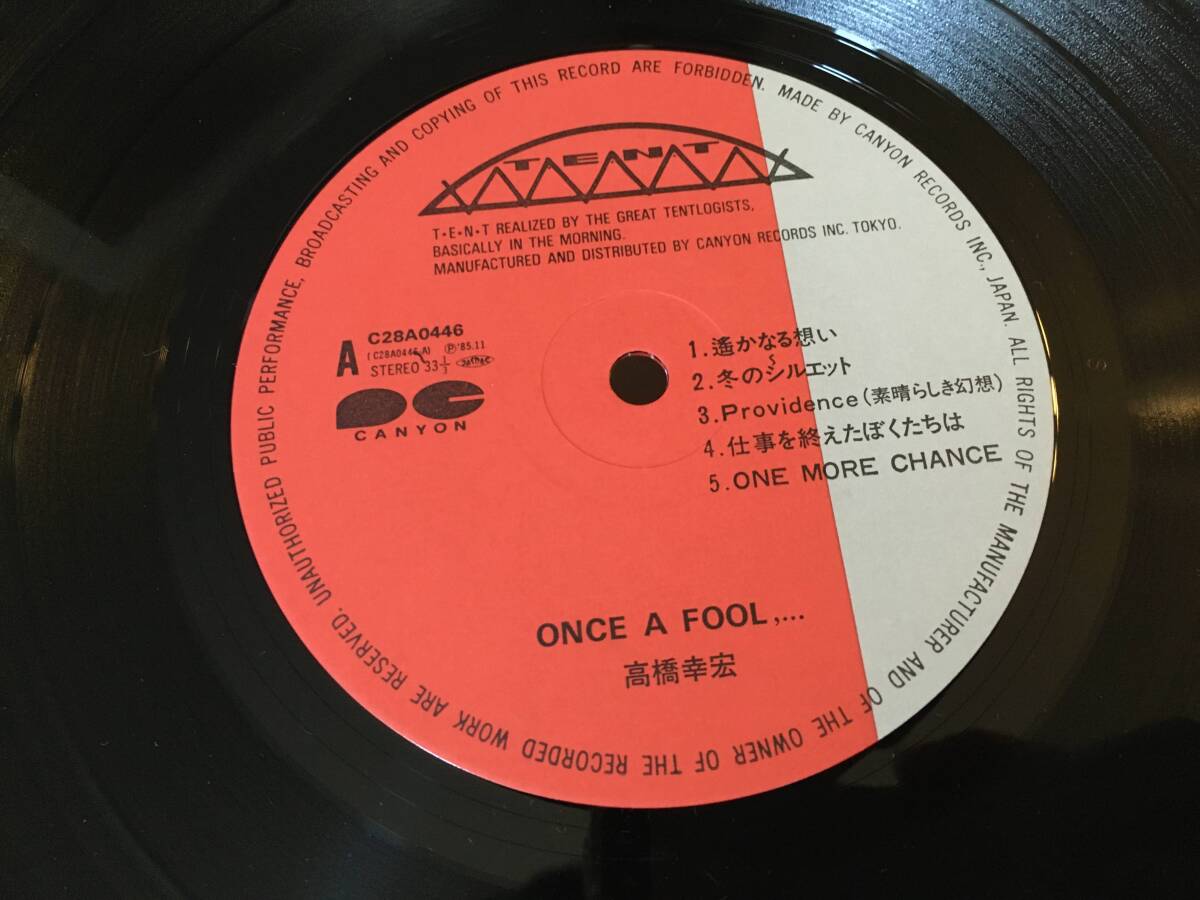 UNAUTHORIZED PUBLIC PERFORMANCE, BROADCASTING AND COPYING OF THIS RECORD ARE FORBIDDEN. MADE BY CANYON RECORDS INC., JAPAN. ALL RIGHTS OF THE MANUFACTURER AND OF THE OWNER OF THE RECORDED WORK ARE RESERVED.
TENT
T•E•N•T REALIZED BY THE GREAT TENTLOGISTS,
BASICALLY IN THE MORNING.
MANUFACTURED AND DISTRIBUTED BY CANYON RECORDS INC. TOKYO.
A
C28A0446
(C28A0446-A) Ⓟ'85.11
STEREO 33⅓
CANYON
1.遙かなる想い
2.冬のシルエット
3.Providence(素晴らしき幻想)
4.仕事を終えたぼくたちは
5.ONE MORE CHANCE
ONCE A FOOL,...
高橋幸宏